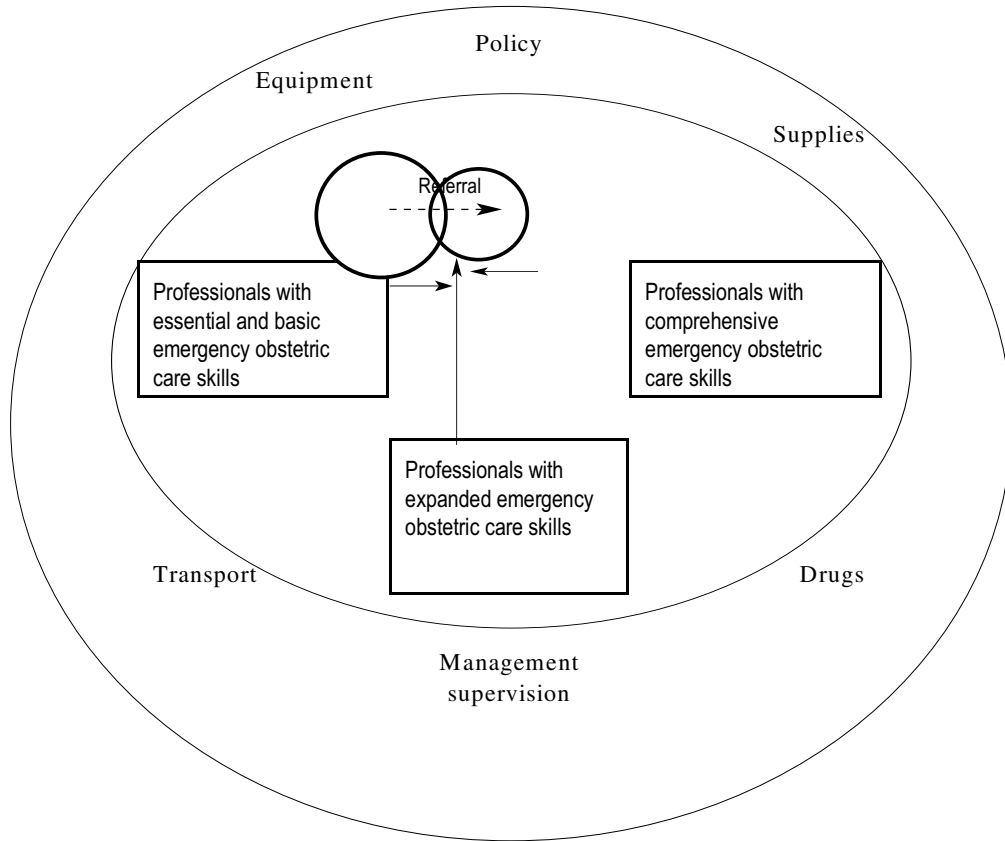 Policy
Equipment
Supplies
Referral
Professionals with
essential and basic
emergency obstetric
care skills
Professionals with
comprehensive
emergency obstetric
care skills
Professionals with
expanded emergency
obstetric care skills
Transport
Drugs
Management
supervision